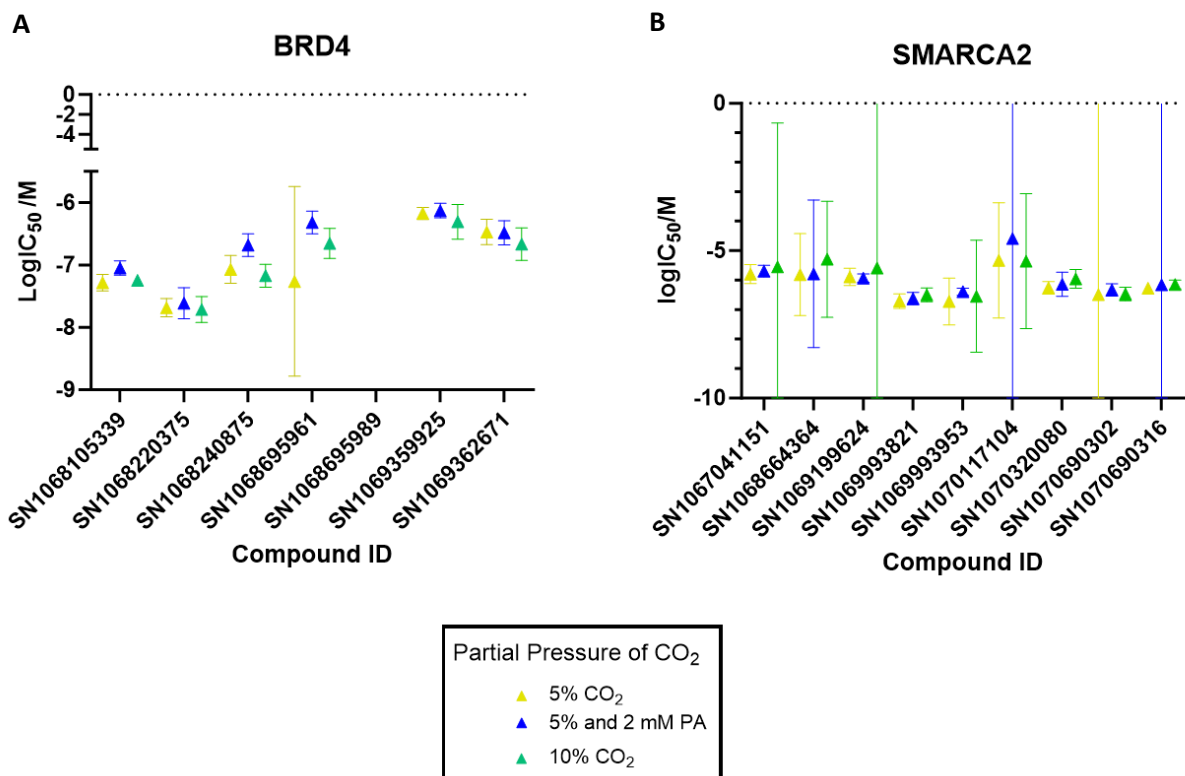 A
BRD4
0
-2
-4
-6
-7
-8
-9
LogIC50/M
SN1068105339
SN1068220375
SN1068240875
SN1068695961
SN1068695989
SN1069359925
SN1069362671
Compound ID
B
SMARCA2
0
-5
-10
logIC50/M
SN1067041151
SN1068664364
SN1069199624
SN1069993821
SN1069993953
SN1070117104
SN1070320080
SN1070690302
SN1070690316
Compound ID
Partial Pressure of CO2
5% CO2
5% and 2 mM PA
10% CO2